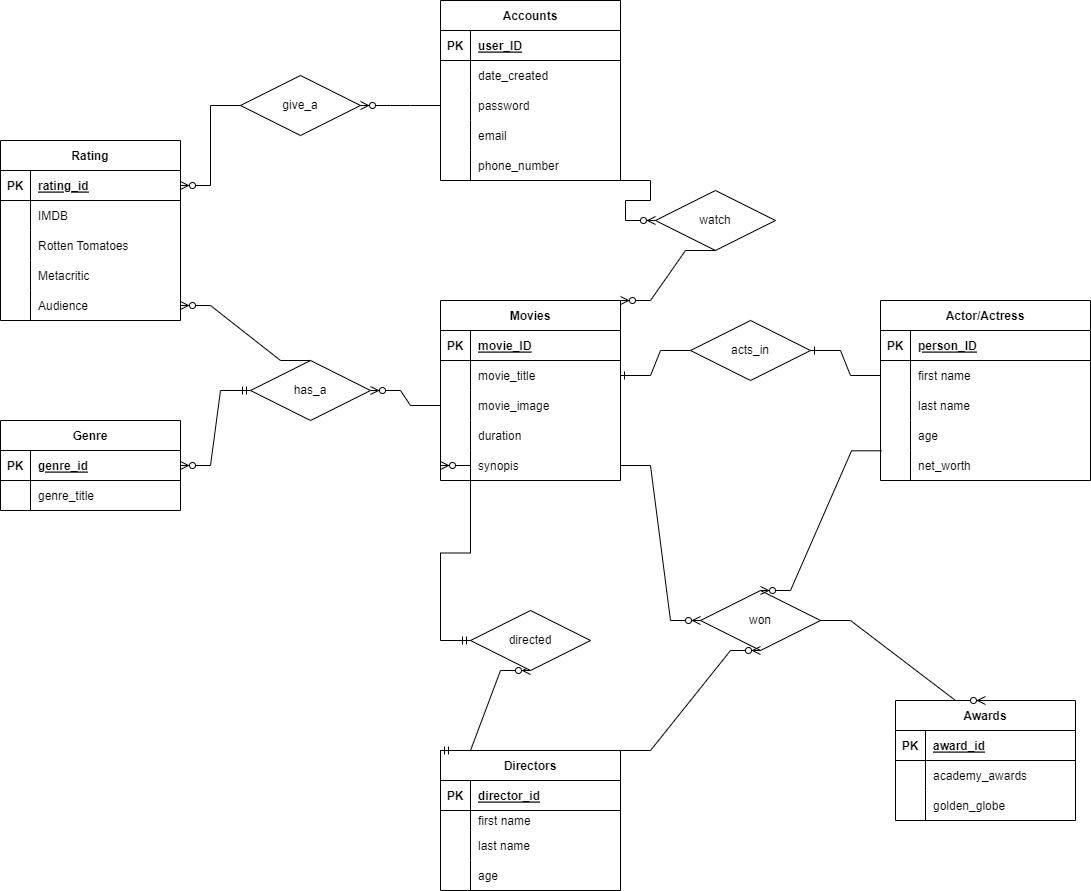 Accounts
PK user_ID
date_created
password
email
phone_number
give_a
Rating
PK rating_id
IMDB
Rotten Tomatoes
Metacritic
Audience
watch
Movies
PK movie_ID
movie_title
movie_image
duration
synopis
acts_in
Actor/Actress
PK person_ID
first name
last name
age
net_worth
has_a
Genre
PK genre_id
genre_title
directed
won
Directors
PK director_id
first name
last name
age
Awards
PK award_id
academy_awards
golden_globe